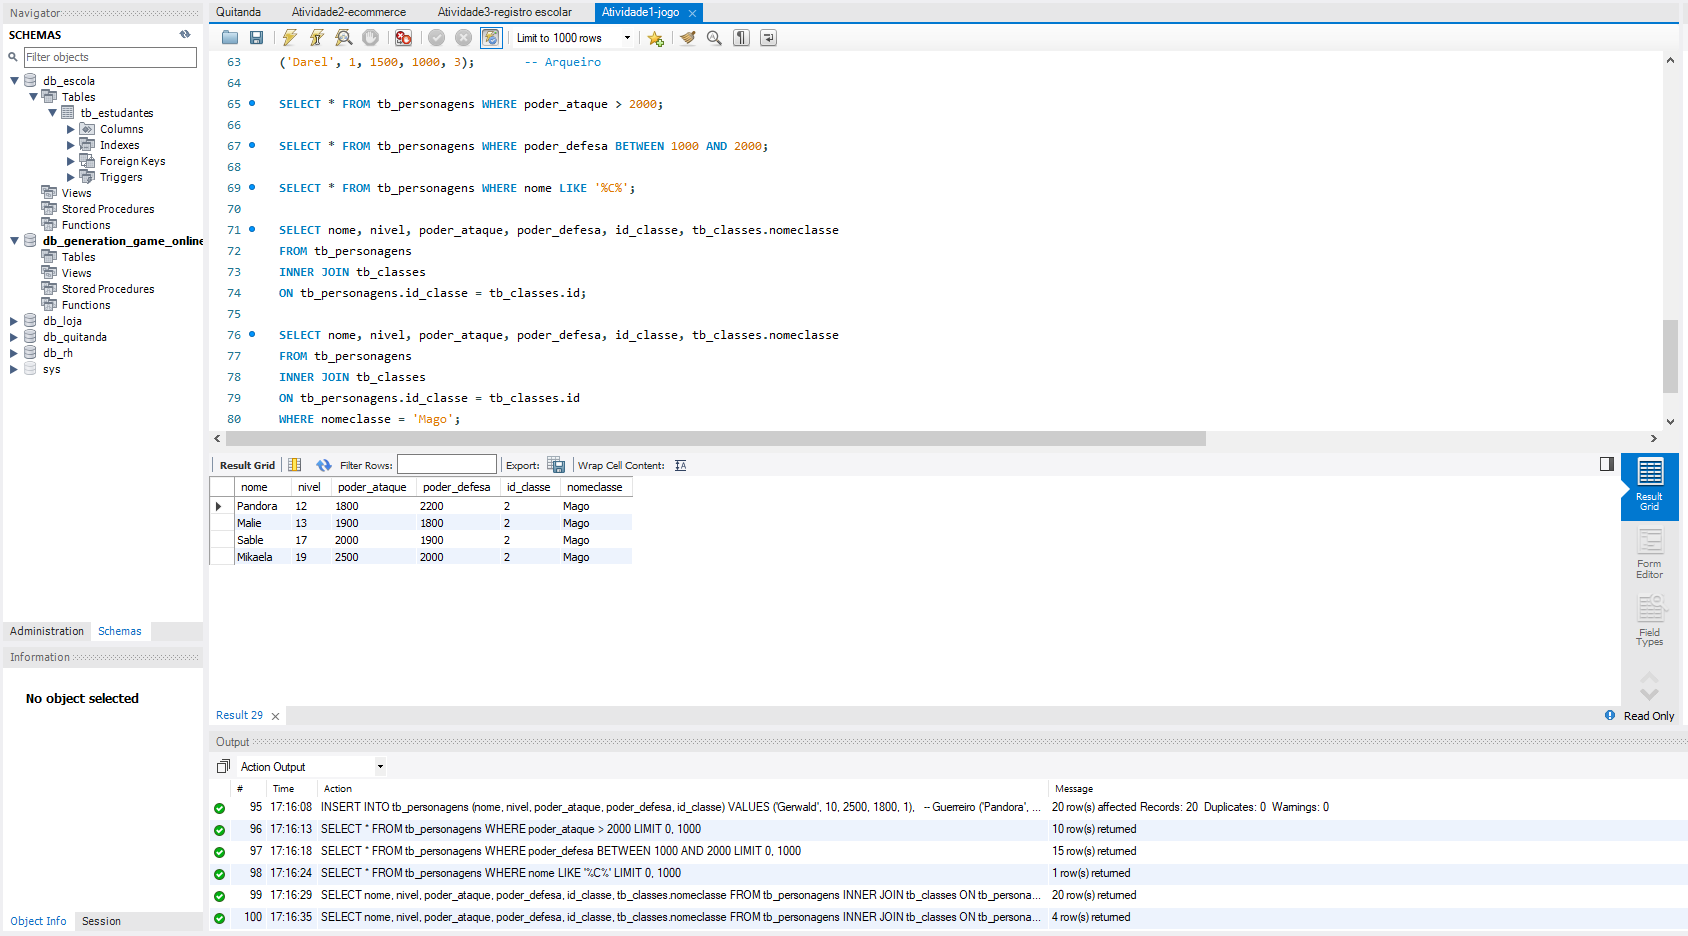 Navigator
SCHEMAS
Filter objects
db_escola
Tables
tb_estudantes
Columns
Indexes
Foreign Keys
Triggers
Views
Stored Procedures
Functions
db_generation_game_online
Tables
Views
Stored Procedures
Functions
db_loja
db_quitanda
db_rh
sys
Administration Schemas
Information
No object selected
Object Info Session
Quitanda Atividade2-ecommerce Atividade3-registro escolar Atividade1-jogo
Limit to 1000 rows
63 ('Darel', 1, 1500, 1000, 3); -- Arqueiro
64
65 SELECT * FROM tb_personagens WHERE poder_ataque > 2000;
66
67 SELECT * FROM tb_personagens WHERE poder_defesa BETWEEN 1000 AND 2000;
68
69 SELECT * FROM tb_personagens WHERE nome LIKE '%C%';
70
71 SELECT nome, nivel, poder_ataque, poder_defesa, id_classe, tb_classes.nomeclasse
72 FROM tb_personagens
73 INNER JOIN tb_classes
74 ON tb_personagens.id_classe = tb_classes.id;
75
76 SELECT nome, nivel, poder_ataque, poder_defesa, id_classe, tb_classes.nomeclasse
77 FROM tb_personagens
78 INNER JOIN tb_classes
79 ON tb_personagens.id_classe = tb_classes.id
80 WHERE nomeclasse = 'Mago';
Result Grid Filter Rows: Export: Wrap Cell Content:
nome nivel poder_ataque poder_defesa id_classe nomeclasse
Pandora 12 1800 2200 2 Mago
Malie 13 1900 1800 2 Mago
Sable 17 2000 1900 2 Mago
Mikaela 19 2500 2000 2 Mago
Result
Grid
Form
Editor
Field
Types
Result 29 Read Only
Output
Action Output
# Time Action Message
95 17:16:08 INSERT INTO tb_personagens (nome, nivel, poder_ataque, poder_defesa, id_classe) VALUES ('Gerwald', 10, 2500, 1800, 1), -- Guerreiro ('Pandora', ... 20 row(s) affected Records: 20 Duplicates: 0 Warnings: 0
96 17:16:13 SELECT * FROM tb_personagens WHERE poder_ataque > 2000 LIMIT 0, 1000 10 row(s) returned
97 17:16:18 SELECT * FROM tb_personagens WHERE poder_defesa BETWEEN 1000 AND 2000 LIMIT 0, 1000 15 row(s) returned
98 17:16:24 SELECT * FROM tb_personagens WHERE nome LIKE '%C%' LIMIT 0, 1000 1 row(s) returned
99 17:16:29 SELECT nome, nivel, poder_ataque, poder_defesa, id_classe, tb_classes.nomeclasse FROM tb_personagens INNER JOIN tb_classes ON tb_persona... 20 row(s) returned
100 17:16:35 SELECT nome, nivel, poder_ataque, poder_defesa, id_classe, tb_classes.nomeclasse FROM tb_personagens INNER JOIN tb_classes ON tb_persona... 4 row(s) returned